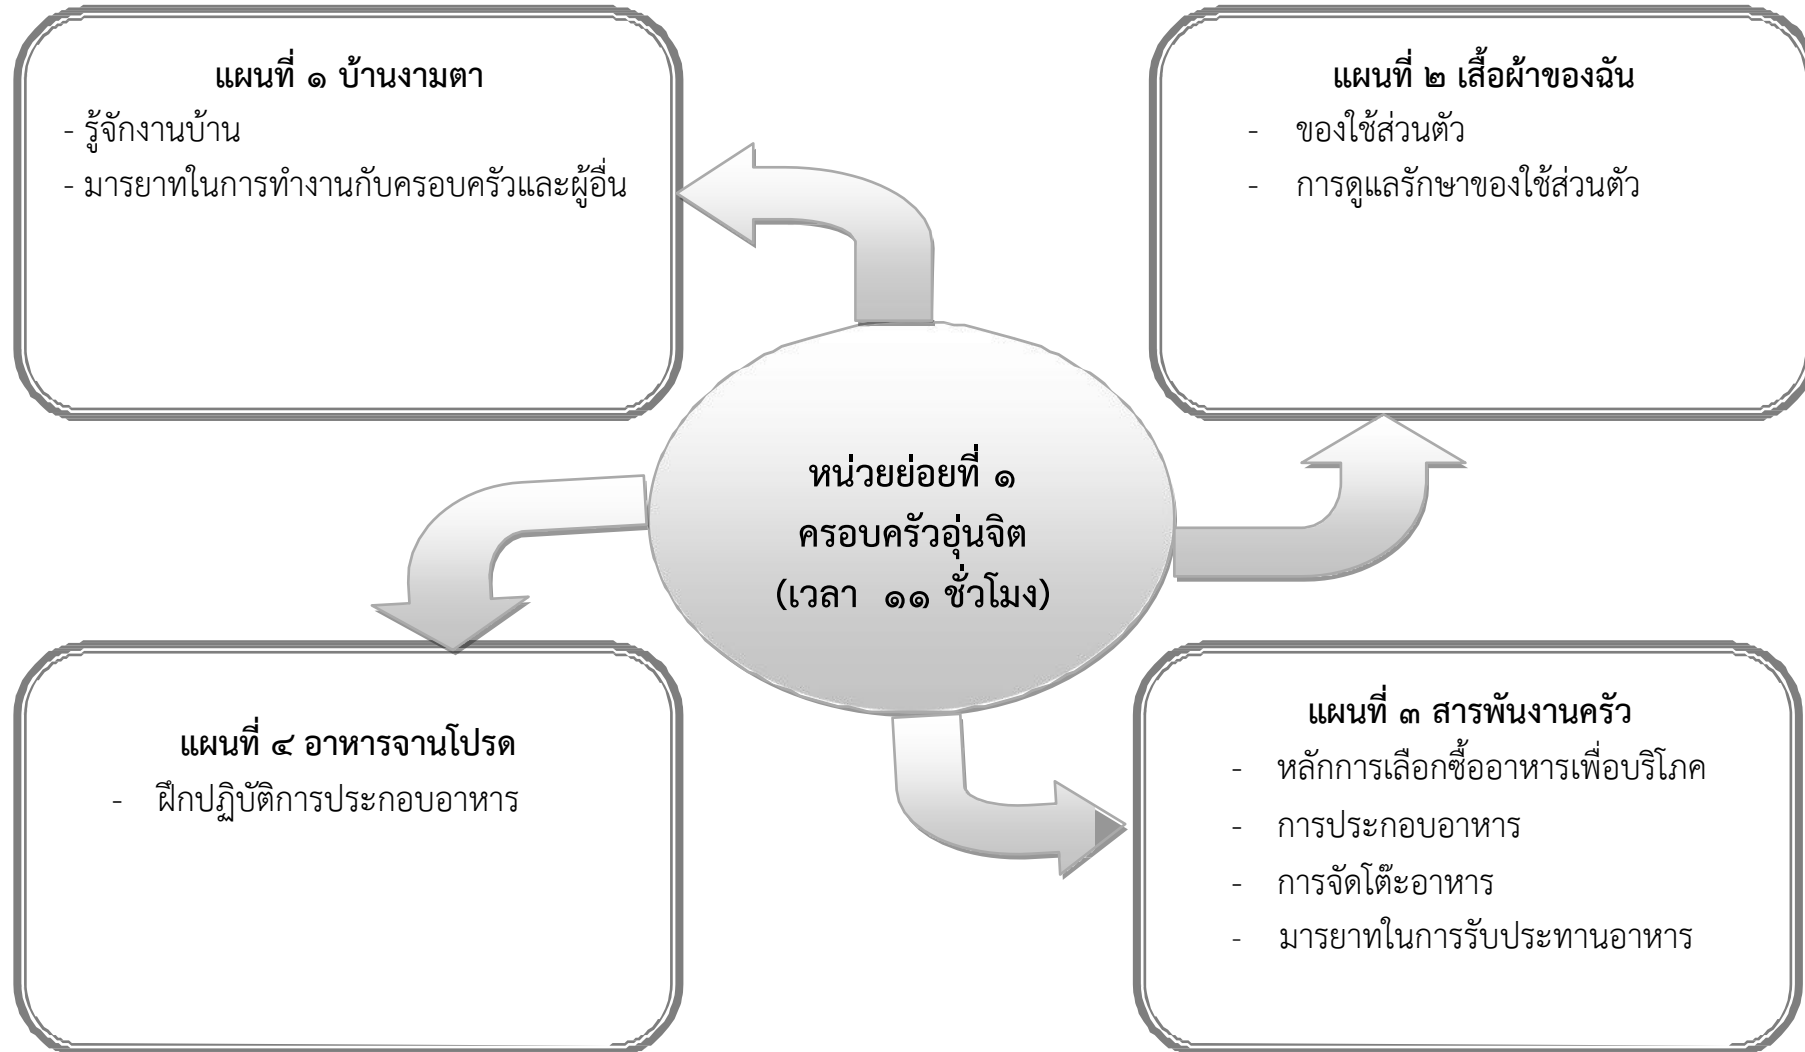 แผนที่ ๑ บ้านงามตา
- รู้จักงานบ้าน
- มารยาทในการทำงานกับครอบครัวและผู้อื่น
แผนที่ ๒ เสื้อผ้าของฉัน
- ของใช้ส่วนตัว
- การดูแลรักษาของใช้ส่วนตัว
หน่วยย่อยที่ ๑
ครอบครัวอุ่นจิต
(เวลา ๑๑ ชั่วโมง)
แผนที่ ๔ อาหารจานโปรด
- ฝึกปฏิบัติการประกอบอาหาร
แผนที่ ๓ สารพันงานครัว
- หลักการเลือกซื้ออาหารเพื่อบริโภค
- การประกอบอาหาร
- การจัดโต๊ะอาหาร
- มารยาทในการรับประทานอาหาร